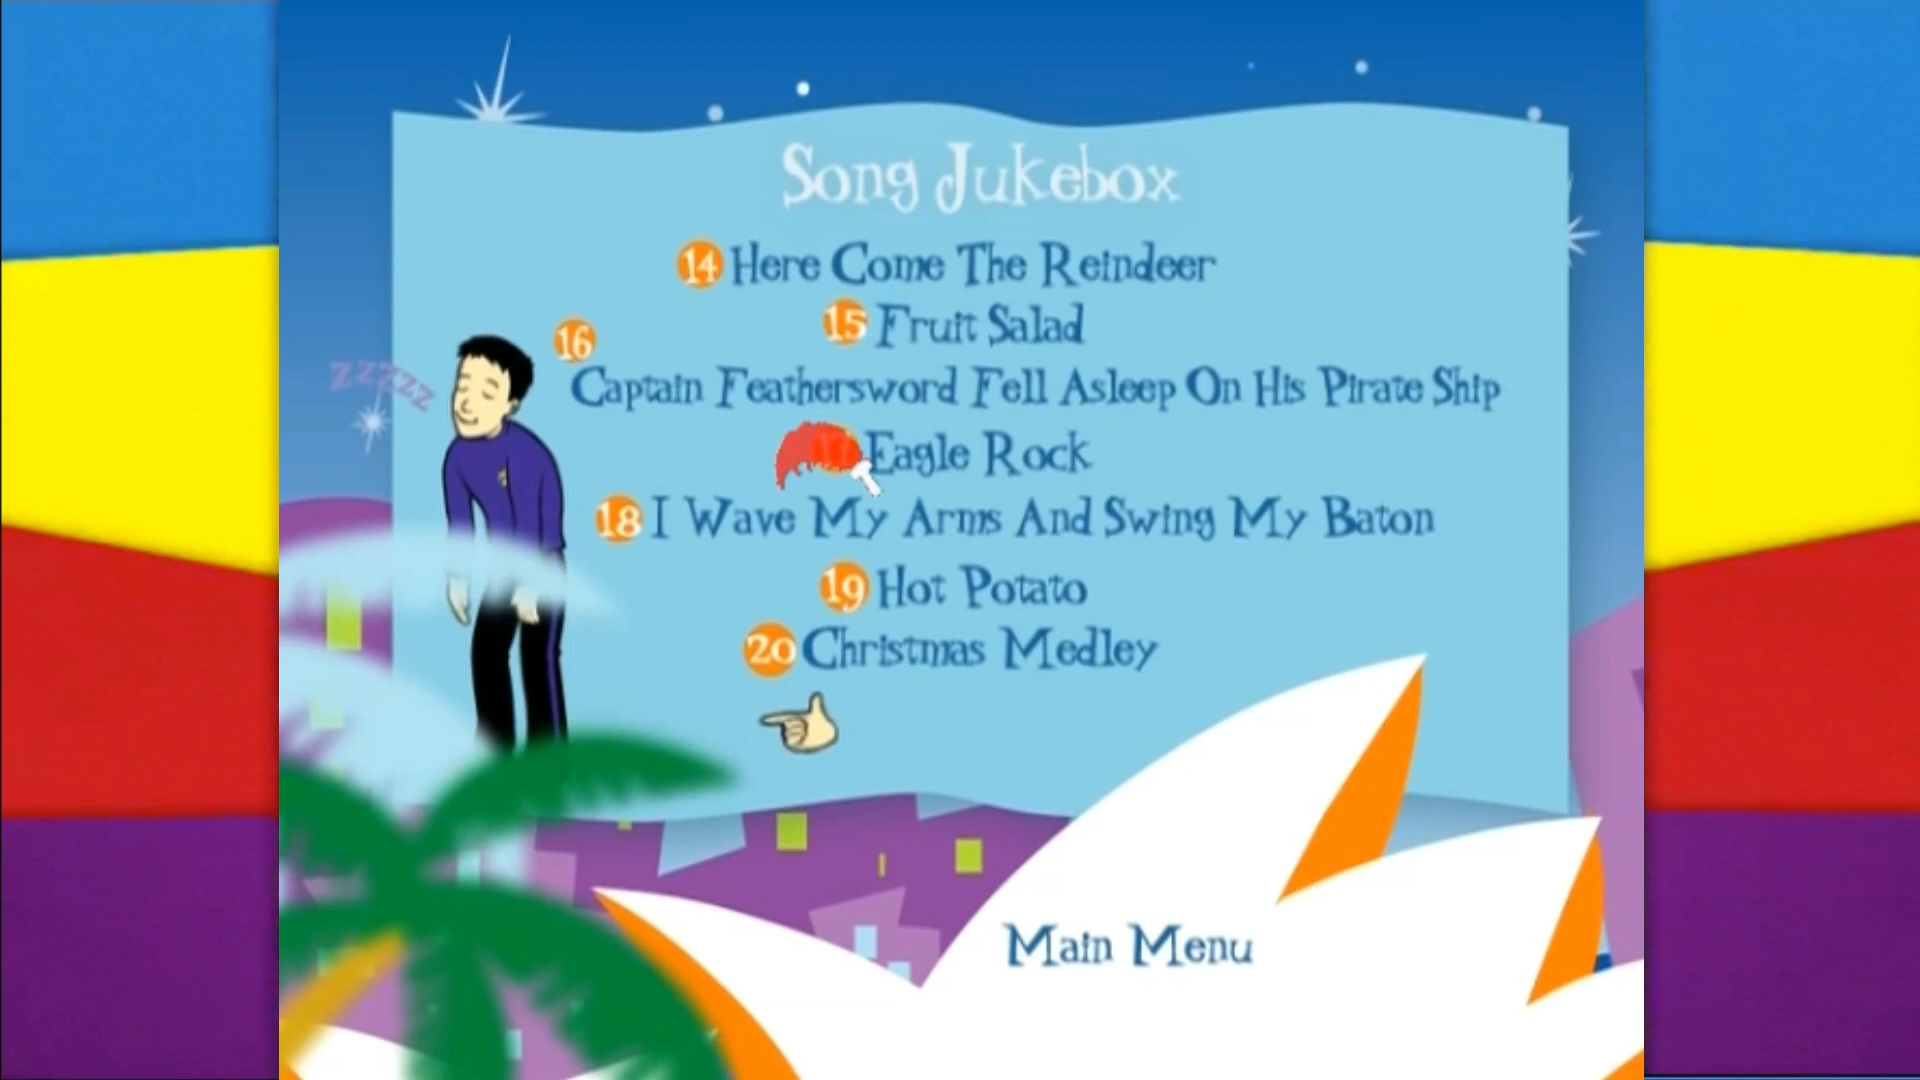 Song Jukebox
14 Here Come The Reindeer
15 Fruit Salad
16
Captain Feathersword Fell Asleep On His Pirate Ship
zzzzz
17 Eagle Rock
18 I Wave My Arms And Swing My Baton
19 Hot Potato
20 Christmas Medley
Main Menu